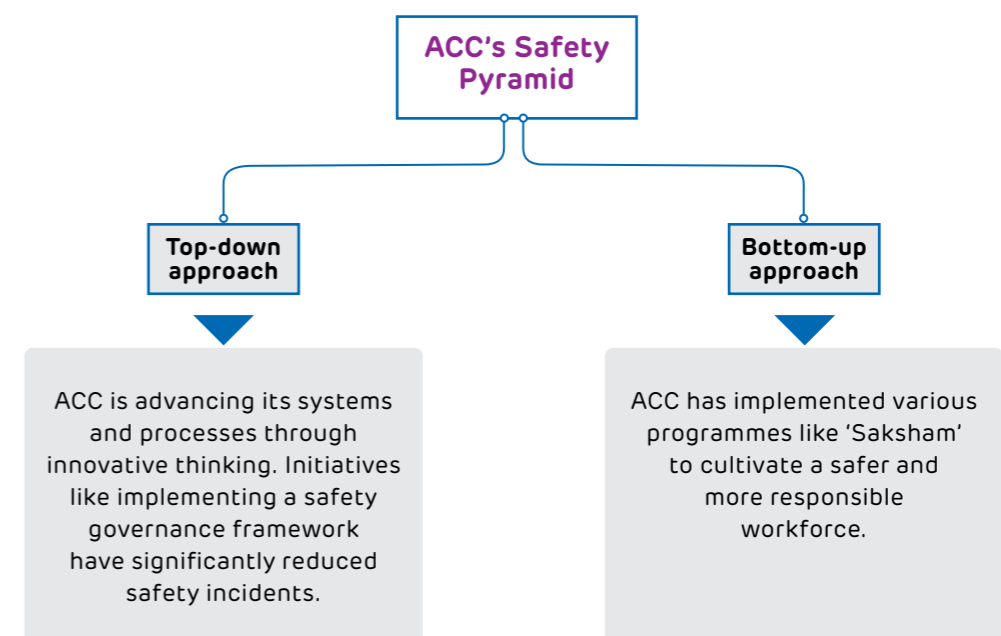 ACC's Safety
Pyramid
Top-down
approach
ACC is advancing its systems
and processes through
innovative thinking. Initiatives
like implementing a safety
governance framework
have significantly reduced
safety incidents.
Bottom-up
approach
ACC has implemented various
programmes like ‘Saksham’
to cultivate a safer and
more responsible
workforce.